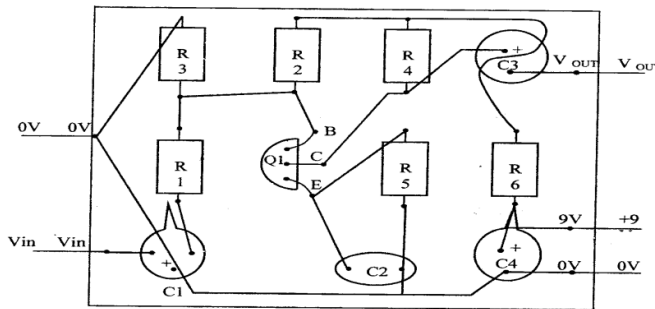 R 3
R 2
R 4
+
C3
V OUT V OU
0V 0V
B
Q1
C
E
R 1
R 5
R 6
9V +9
Vin Vin
+
C1
C2
+
C4
0V 0V